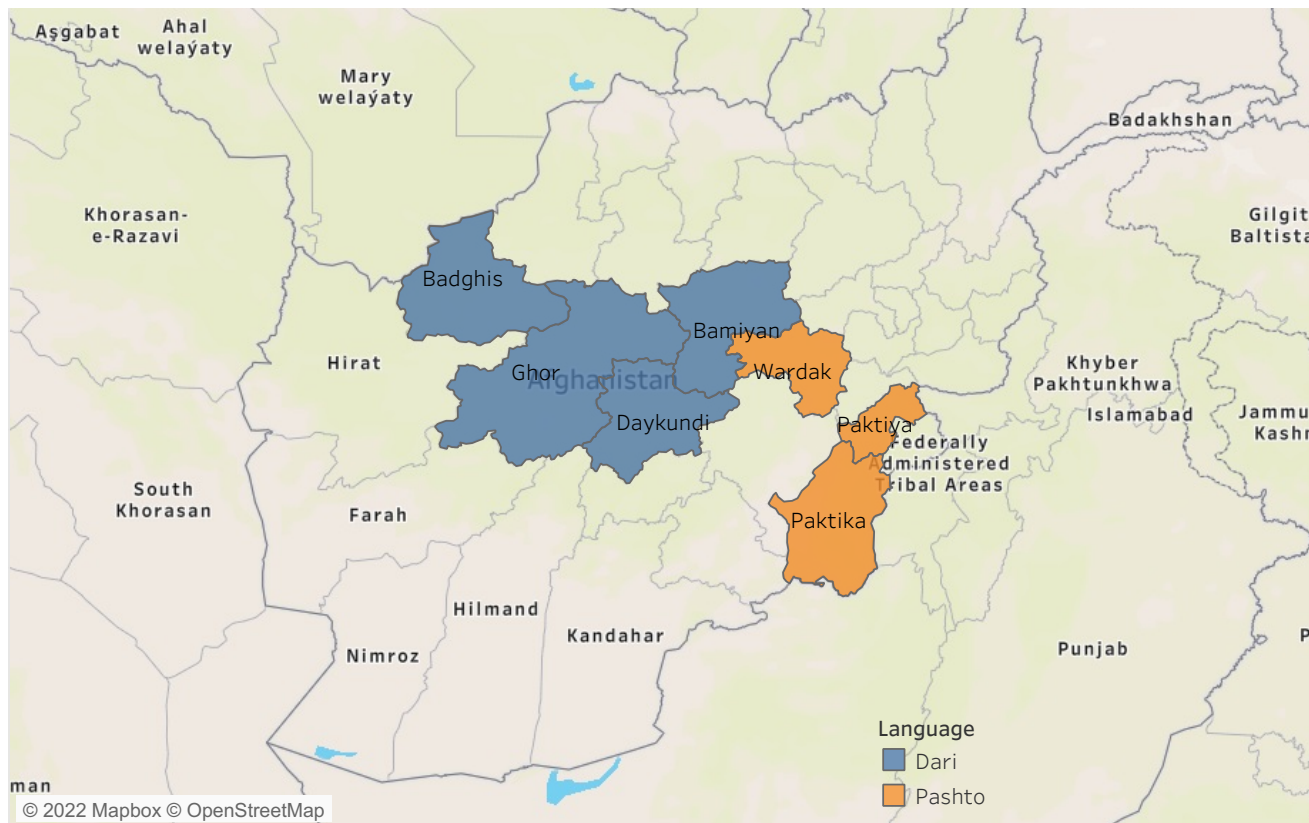 Aşgabat
Ahal
welaýaty
Mary
welaýaty
Badakhshan
Khorasan-
e-Razavi
Gilgit
Baltista
Badghis
Hirat
Bamiyan
Ghor
Afghanistan
Wardak
Khyber
Pakhtunkhwa
Islamabad
Jammu
Kashm
Daykundi
Paktiya
Federally
Administered
Tribal Areas
South
Khorasan
Farah
Paktika
Hilmand
Kandahar
Nimroz
Punjab
P
Language
Dari
Pashto
man
© 2022 Mapbox © OpenStreetMap